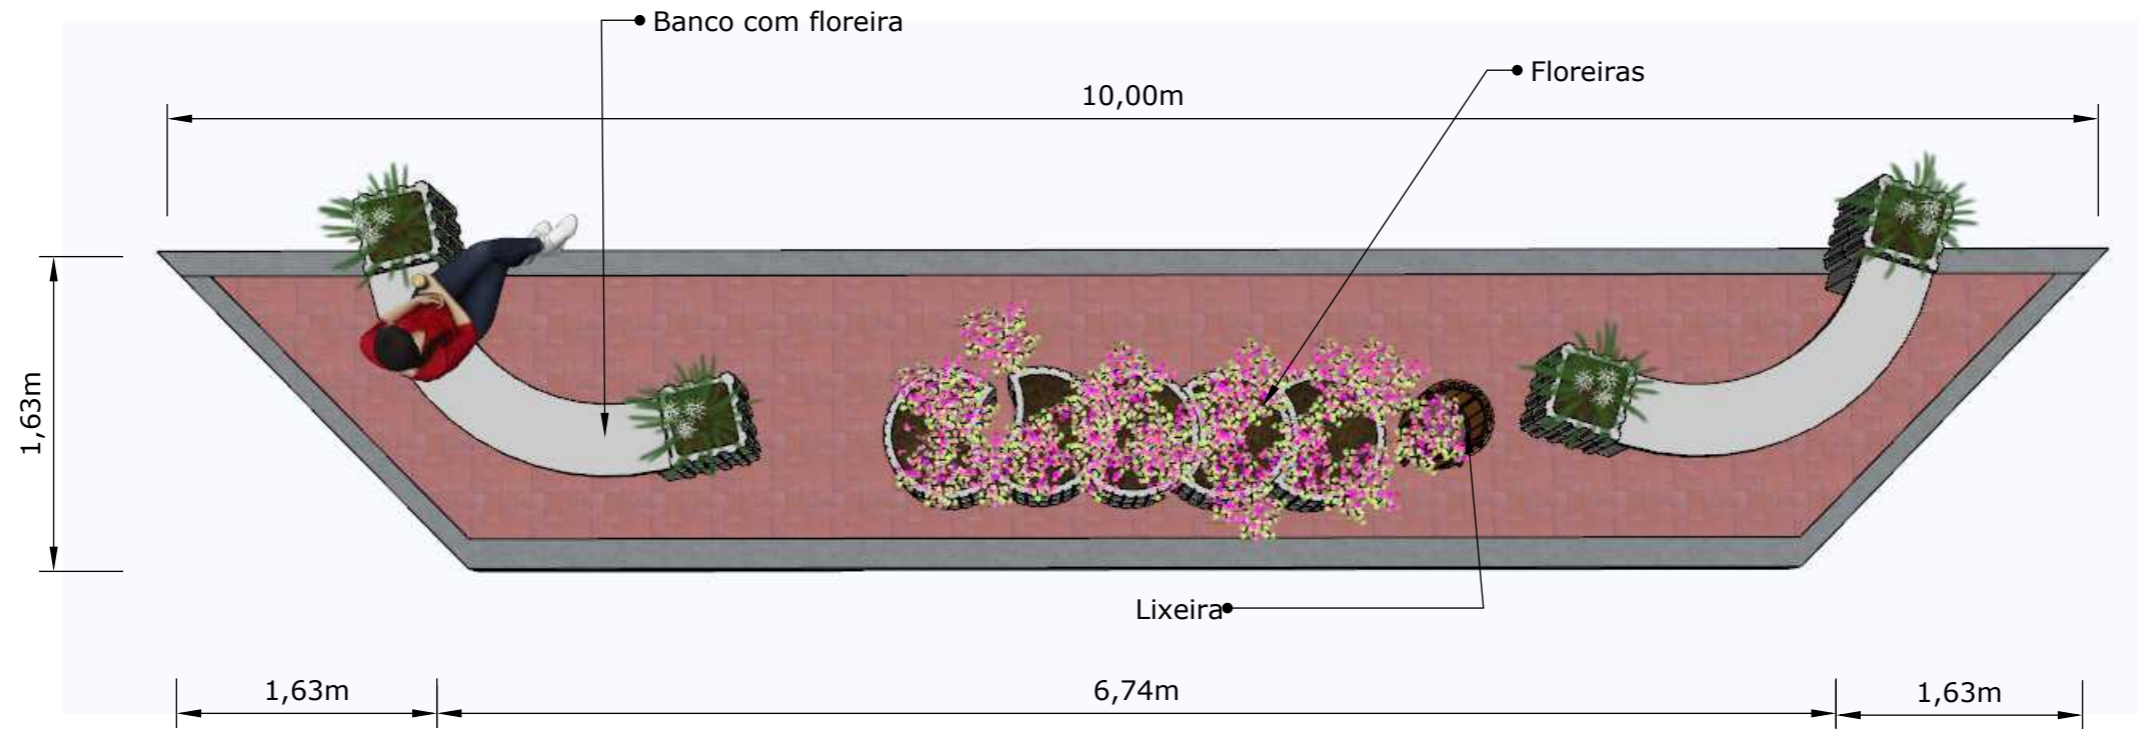 Banco com floreira
Floreiras
10,00m
1,63m
Lixeira
1,63m
6,74m
1,63m